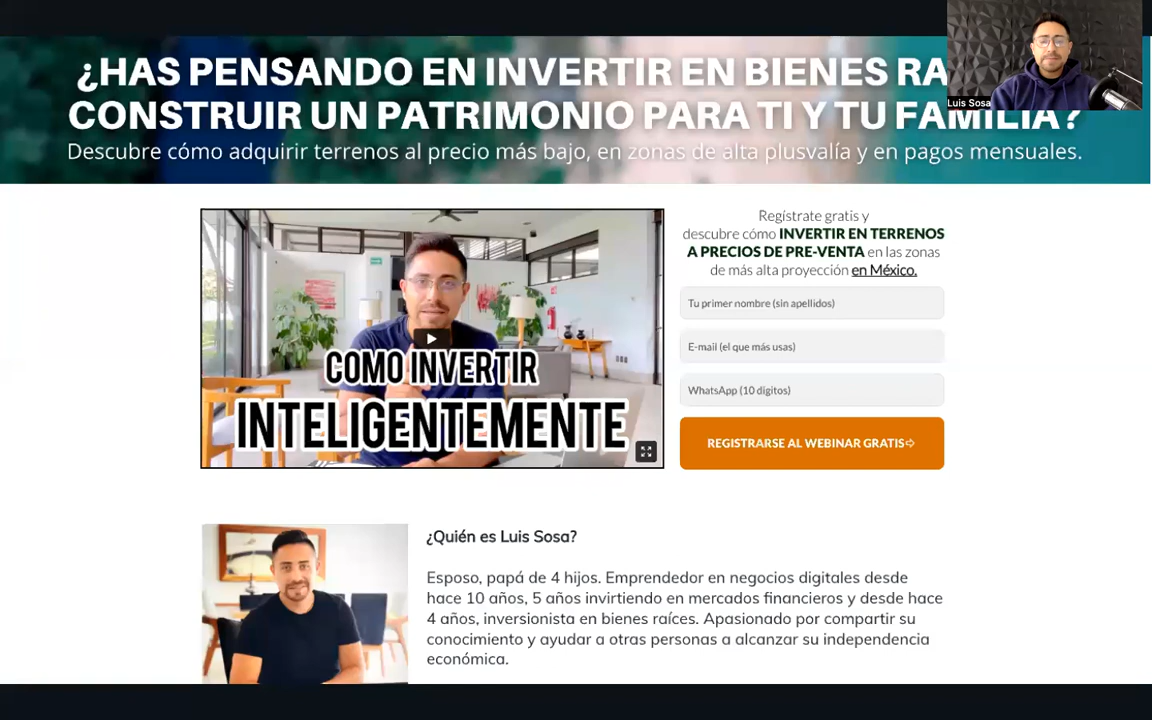 ¿HAS PENSANDO EN INVERTIR EN BIENES
CONSTRUIR UN PATRIMONIO PARA TI Y TU FAMILIA?
Descubre cómo adquirir terrenos al precio más bajo, en zonas de alta plusvalía y en pagos mensuales.
Luis Sosa
COMO INVERTIR
INTELIGENTEMENTE
Regístrate gratis y
descubre cómo INVERTIR EN TERRENOS
A PRECIOS DE PRE-VENTA en las zonas
de más alta proyección en México.
Tu primer nombre (sin apellidos)
E-mail (el que más usas)
WhatsApp (10 digitos)
REGISTRARSE AL WEBINAR GRATIS⇨
¿Quién es Luis Sosa?
Esposo, papá de 4 hijos. Emprendedor en negocios digitales desde
hace 10 años, 5 años invirtiendo en mercados financieros y desde hace
4 años, inversionista en bienes raíces. Apasionado por compartir su
conocimiento y ayudar a otras personas a alcanzar su independencia
económica.